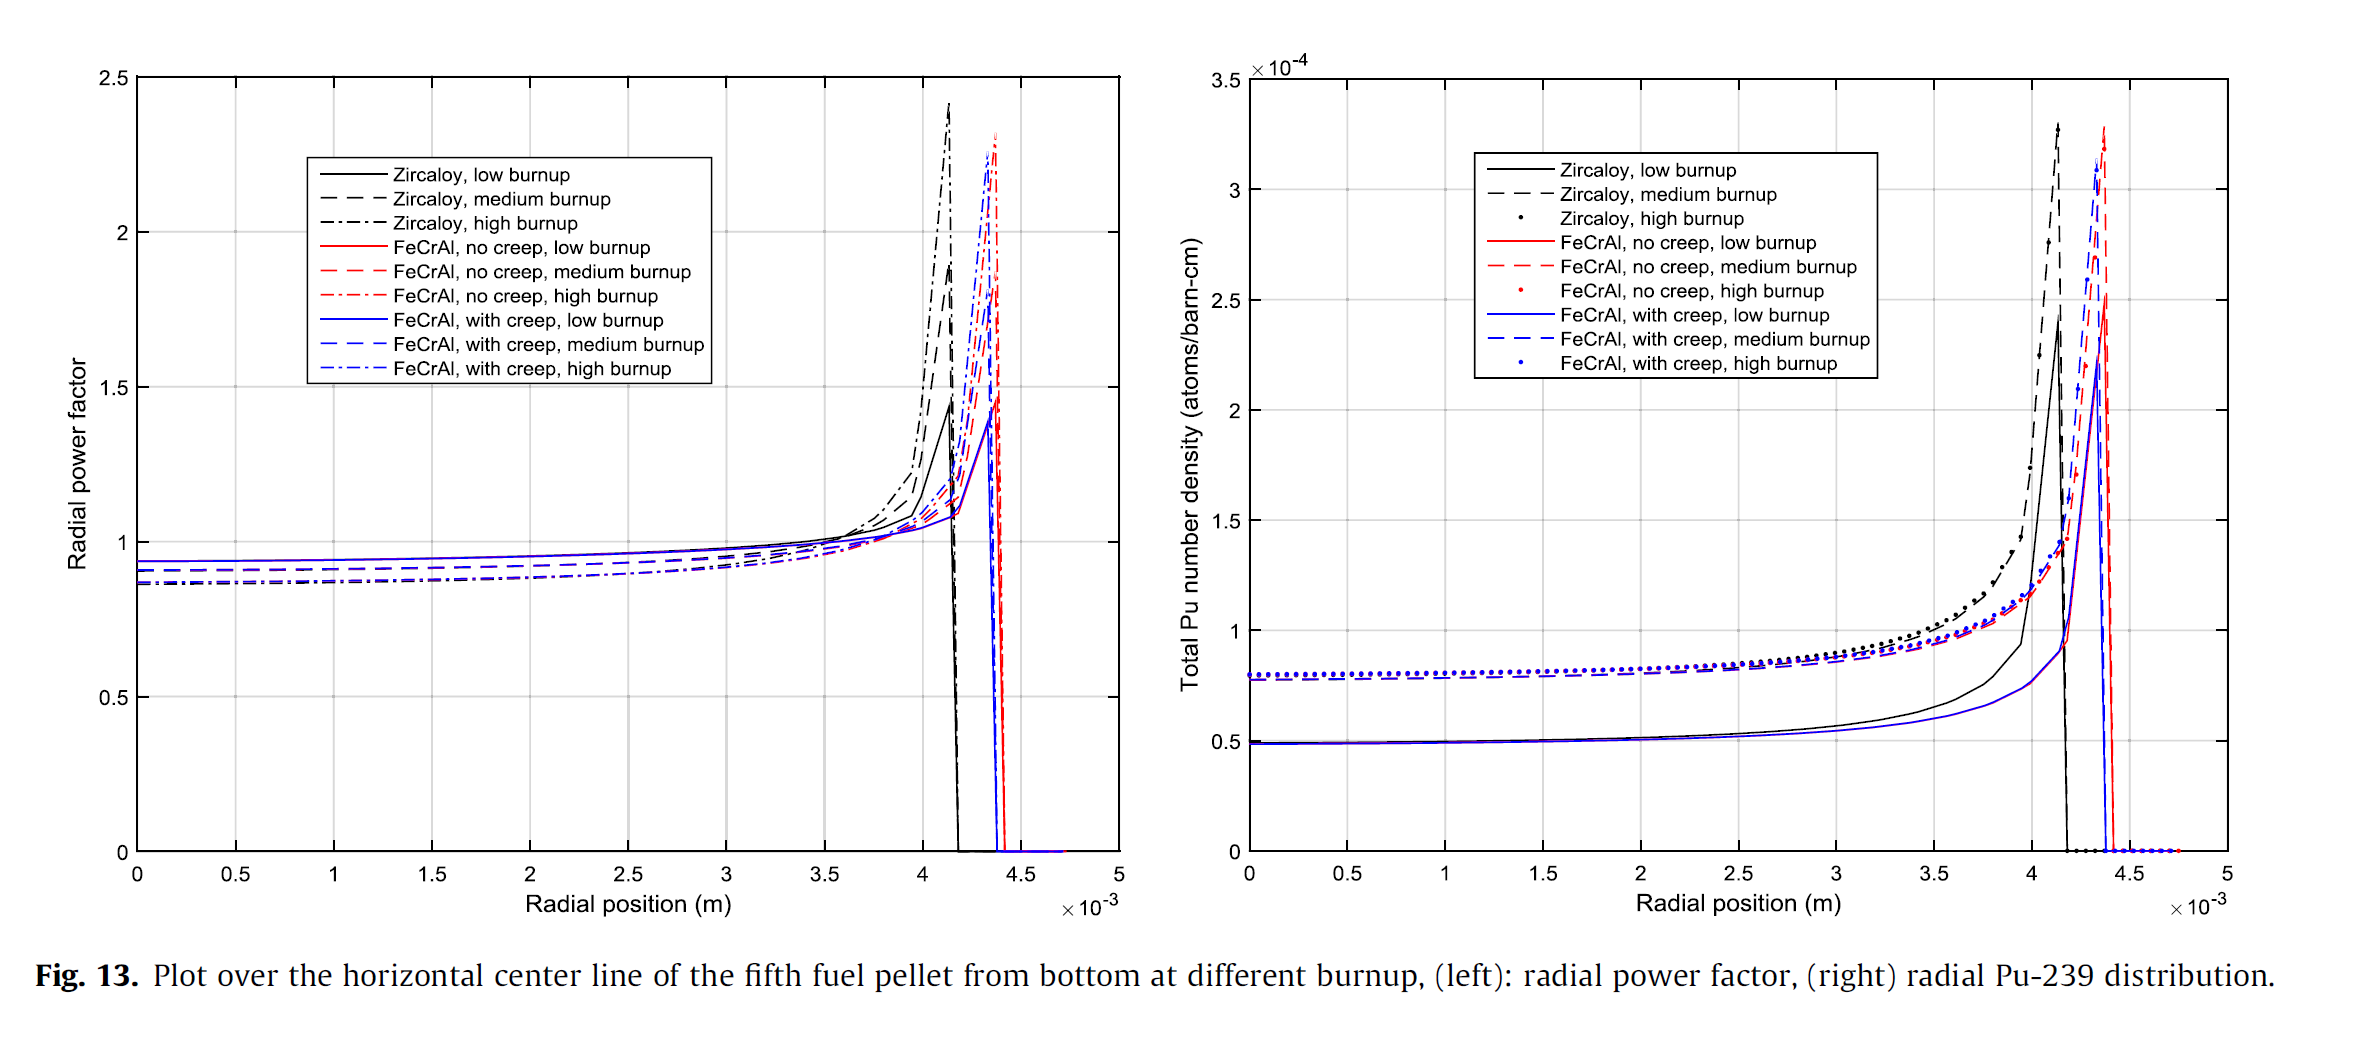 2.5
2
1.5
1
0.5
0
Radial power factor
Zircaloy, low burnup
Zircaloy, medium burnup
Zircaloy, high burnup
FeCrAl, no creep, low burnup
FeCrAl, no creep, medium burnup
FeCrAl, no creep, high burnup
FeCrAl, with creep, low burnup
FeCrAl, with creep, medium burnup
FeCrAl, with creep, high burnup
0 0.5 1 1.5 2 2.5 3 3.5 4 4.5 5
Radial position (m)
×10-3
×10-4
3.5
3
2.5
2
1.5
1
0.5
0
Total Pu number density (atoms/barn-cm)
Zircaloy, low burnup
Zircaloy, medium burnup
Zircaloy, high burnup
FeCrAl, no creep, low burnup
FeCrAl, no creep, medium burnup
FeCrAl, no creep, high burnup
FeCrAl, with creep, low burnup
FeCrAl, with creep, medium burnup
FeCrAl, with creep, high burnup
0 0.5 1 1.5 2 2.5 3 3.5 4 4.5 5
Radial position (m)
×10-3
Fig. 13. Plot over the horizontal center line of the fifth fuel pellet from bottom at different burnup, (left): radial power factor, (right) radial Pu-239 distribution.